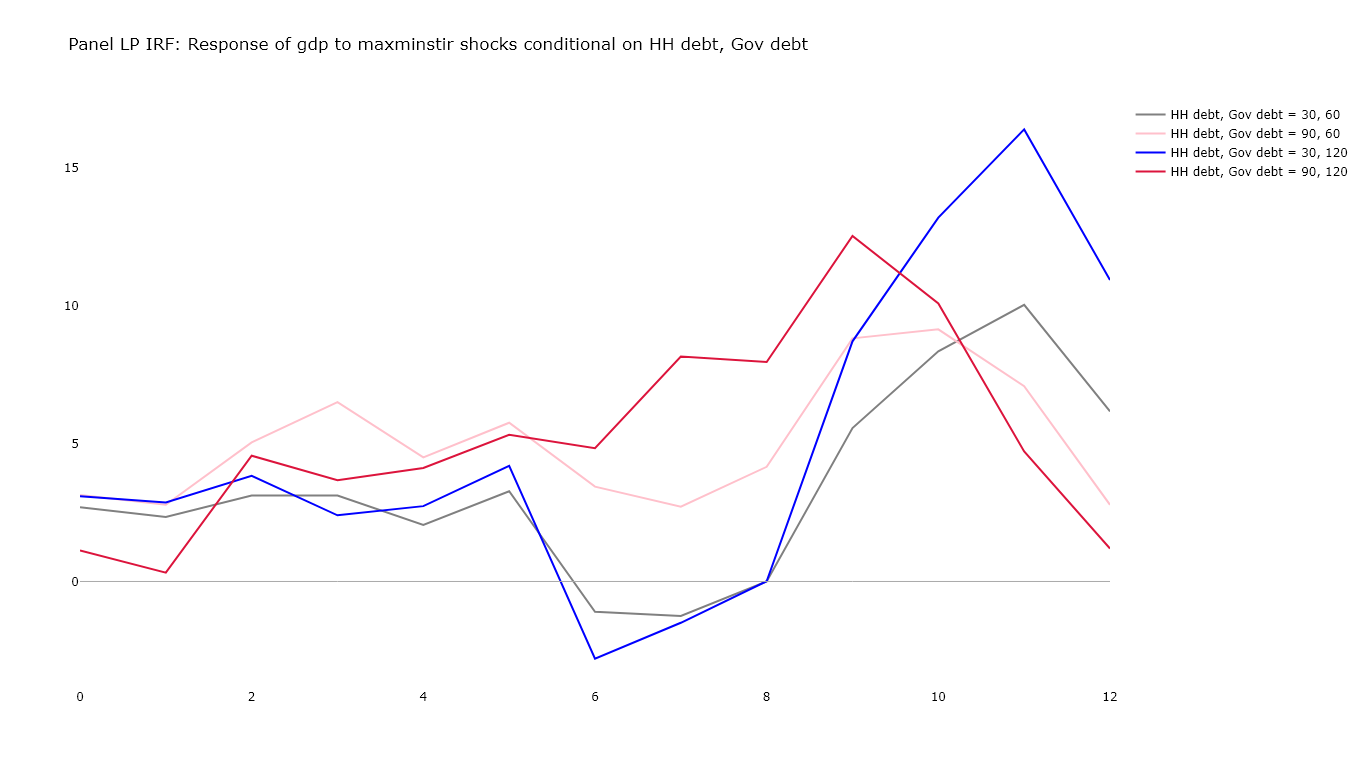 Panel LP IRF: Response of gdp to maxminstir shocks conditional on HH debt, Gov debt
HH debt, Gov debt = 30, 60
HH debt, Gov debt = 90, 60
HH debt, Gov debt = 30, 120
HH debt, Gov debt = 90, 120
15
10
5
0
0 2 4 6 8 10 12